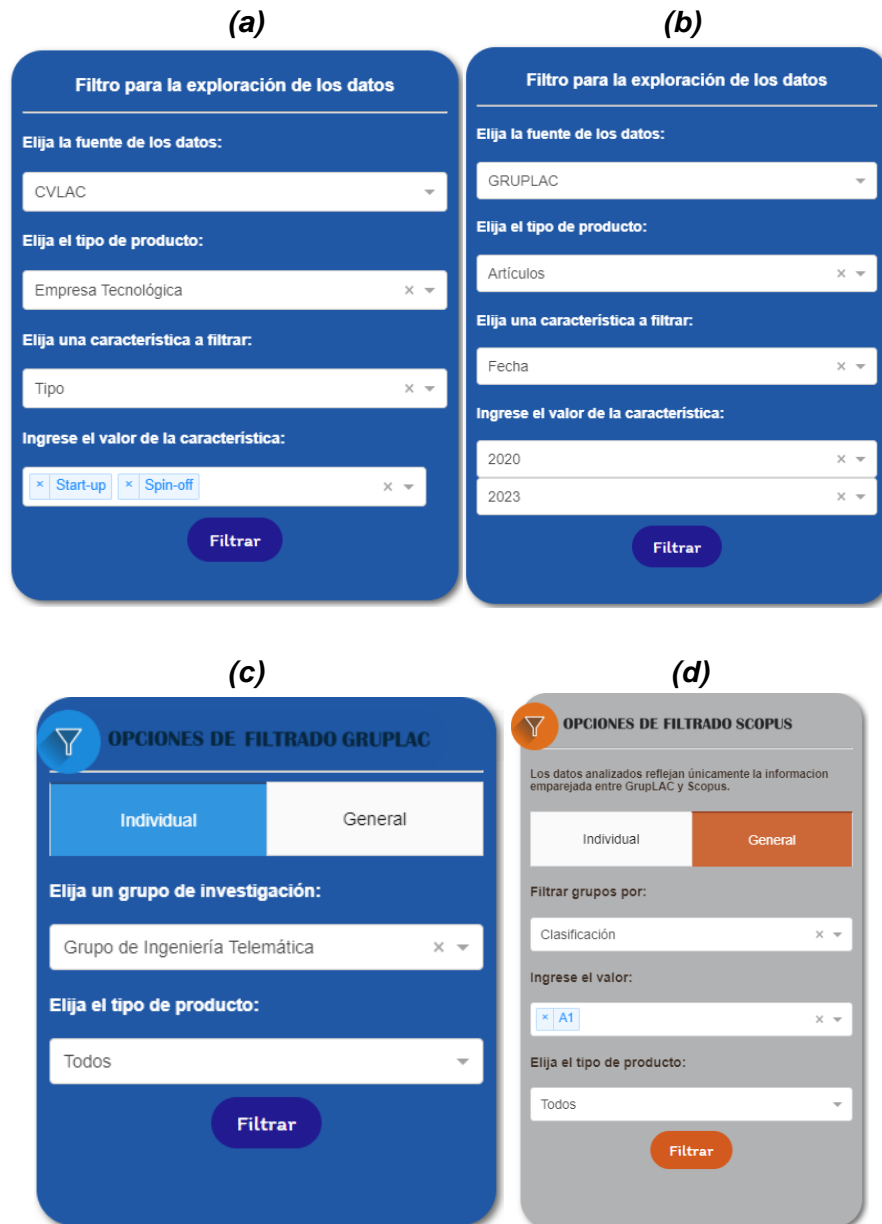 (a)
Filtro para la exploración de los datos
Elija la fuente de los datos:
CVLAC
Elija el tipo de producto:
Empresa Tecnológica
Elija una característica a filtrar:
Tipo
Ingrese el valor de la característica:
× Start-up × Spin-off
Filtrar
(b)
Filtro para la exploración de los datos
Elija la fuente de los datos:
GRUPLAC
Elija el tipo de producto:
Artículos
Elija una característica a filtrar:
Fecha
Ingrese el valor de la característica:
2020
2023
Filtrar
(c)
OPCIONES DE FILTRADO GRUPLAC
Individual General
Elija un grupo de investigación:
Grupo de Ingeniería Telemática
Elija el tipo de producto:
Todos
Filtrar
(d)
OPCIONES DE FILTRADO SCOPUS
Los datos analizados reflejan únicamente la informacion
emparejada entre GrupLAC y Scopus.
Individual General
Filtrar grupos por:
Clasificación
Ingrese el valor:
× A1
Elija el tipo de producto:
Todos
Filtrar